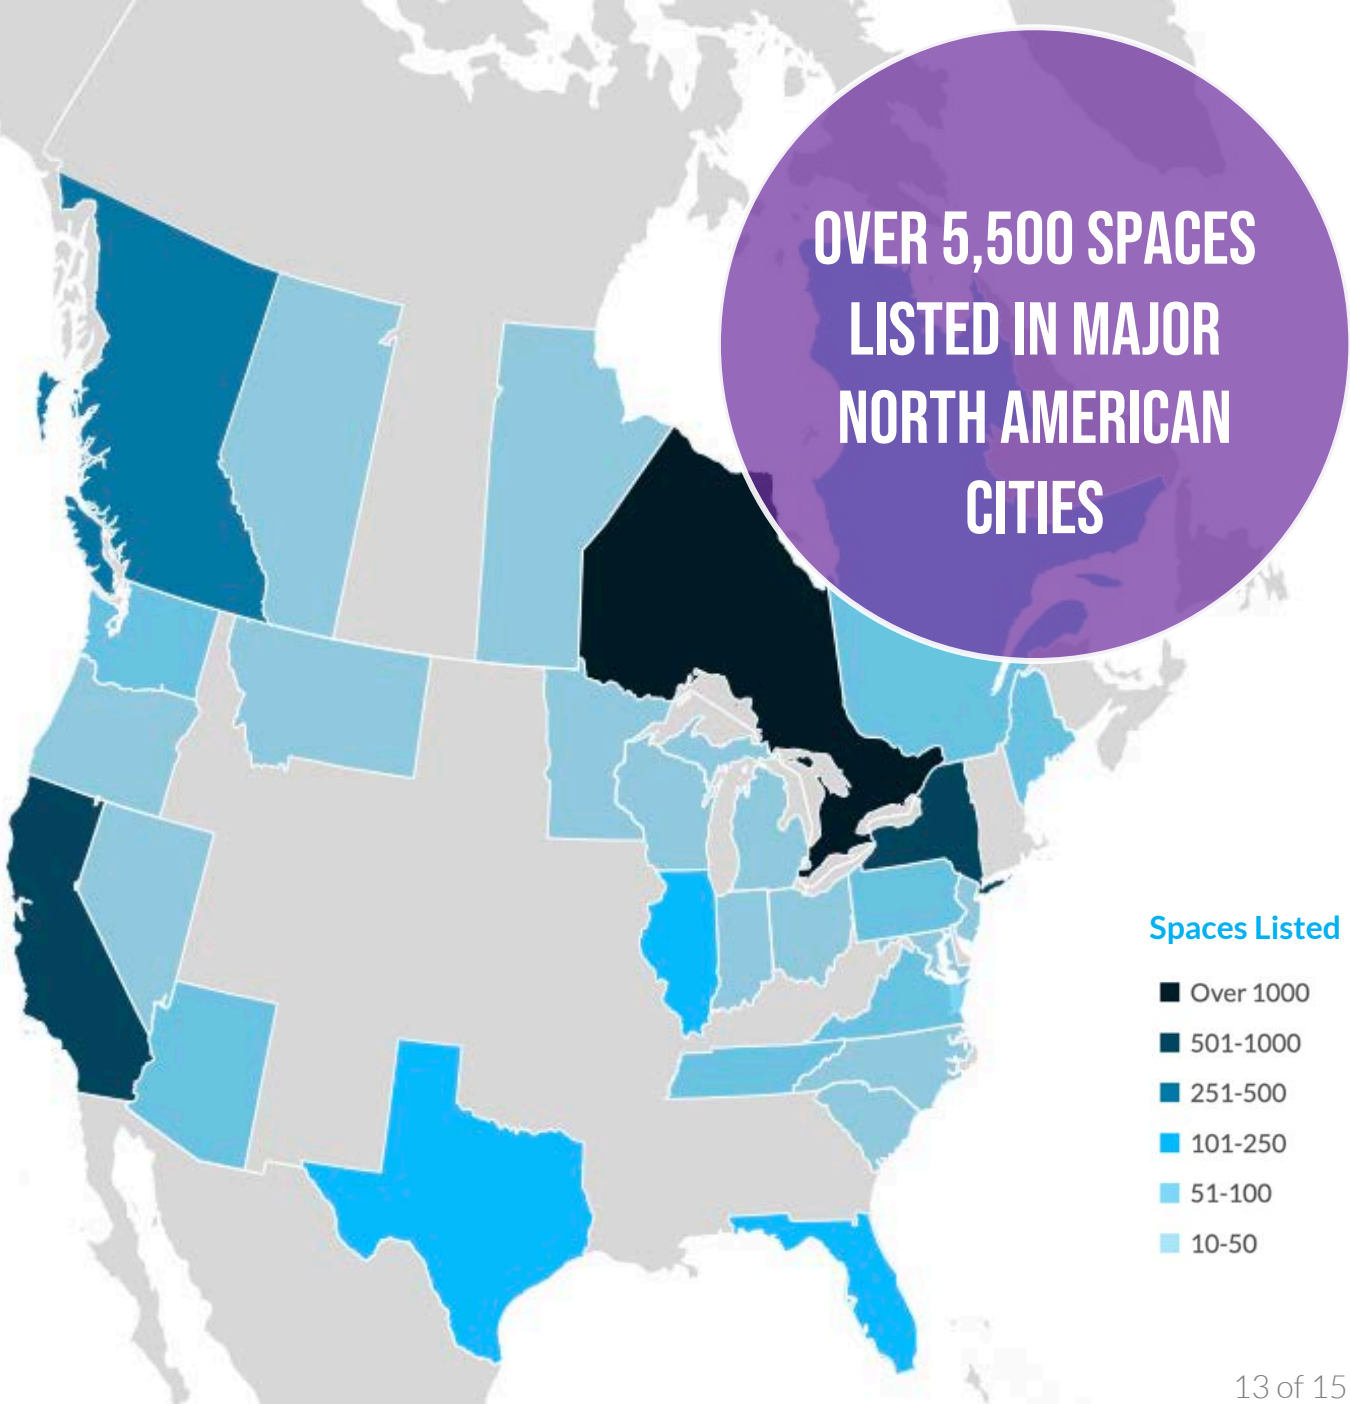 OVER 5,500 SPACES
LISTED IN MAJOR
NORTH AMERICAN
CITIES
Spaces Listed
Over 1000
501-1000
251-500
101-250
51-100
10-50
13 of 15